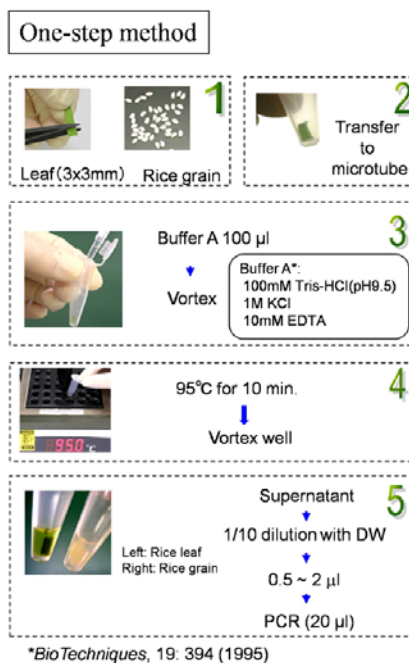 One-step method
1
Leaf(3x3mm)
Rice grain
2
Transfer
to
microtube
3
Buffer A 100 µl
Vortex
Buffer A*:
100mM Tris-HCl(pH9.5)
1M KCl
10mM EDTA
4
95℃ for 10 min.
Vortex well
95.0 ℃
5
Supernatant
1/10 dilution with DW
0.5 ~ 2 µl
PCR (20 µl)
Left: Rice leaf
Right: Rice grain
*BioTechniques, 19: 394 (1995)